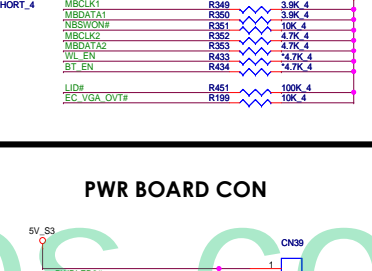 HORT_4
MBCLK1 R349 3.9K_4
MBDATA1 R350 3.9K_4
NBSWON# R351 10K_4
MBCLK2 R352 4.7K_4
MBDATA2 R353 4.7K_4
WL_EN R433 *4.7K_4
BT_EN R434 *4.7K_4
LID# R451 100K_4
EC_VGA_OVT# R199 10K_4
PWR BOARD CON
5V_S3
CN39
1